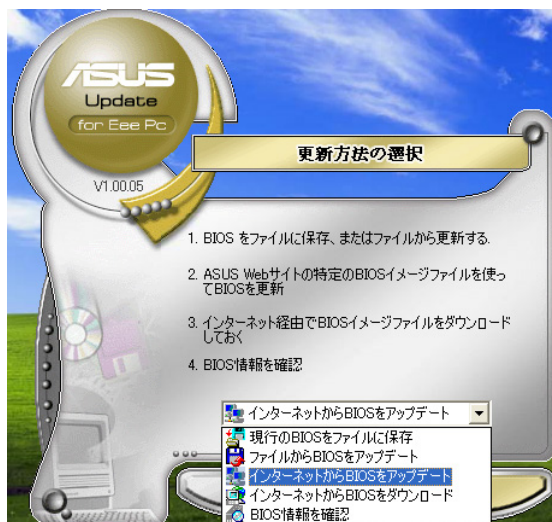 ASUS
Update
for Eee Pc
V1.00.05
更新方法の選択
1. BIOS をファイルに保存、またはファイルから更新する.
2. ASUS Webサイトの特定のBIOSイメージファイルを使っ
てBIOSを更新
3. インターネット経由でBIOSイメージファイルをダウンロード
しておく
4. BIOS情報を確認
インターネットからBIOSをアップデート
現行のBIOSをファイルに保存
ファイルからBIOSをアップデート
インターネットからBIOSをアップデート
インターネットからBIOSをダウンロード
BIOS情報を確認